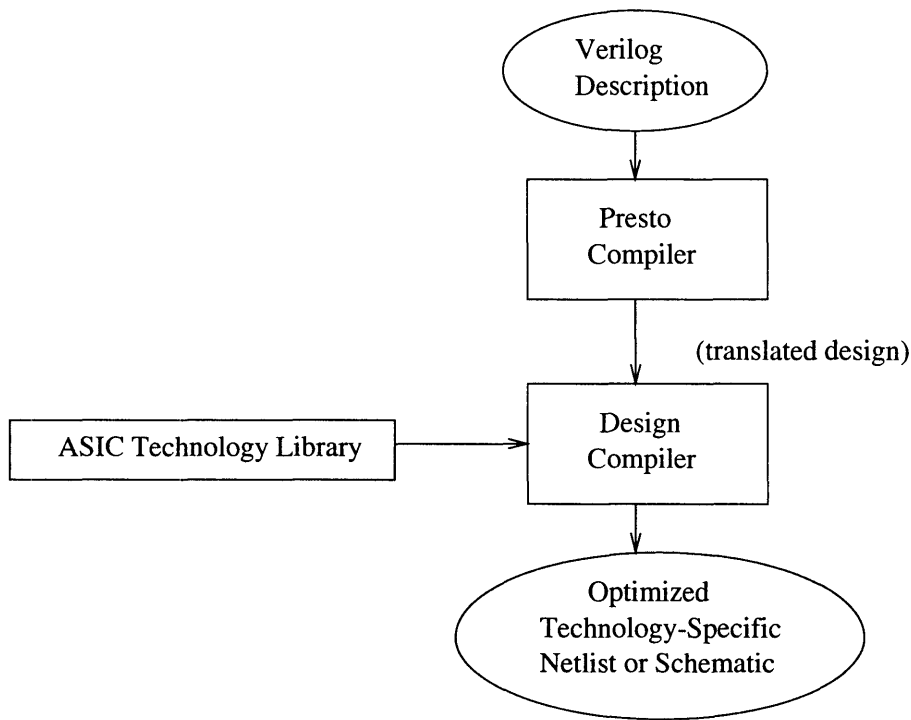 Verilog
Description
Presto
Compiler
(translated design)
Design
Compiler
ASIC Technology Library
Optimized
Technology-Specific
Netlist or Schematic